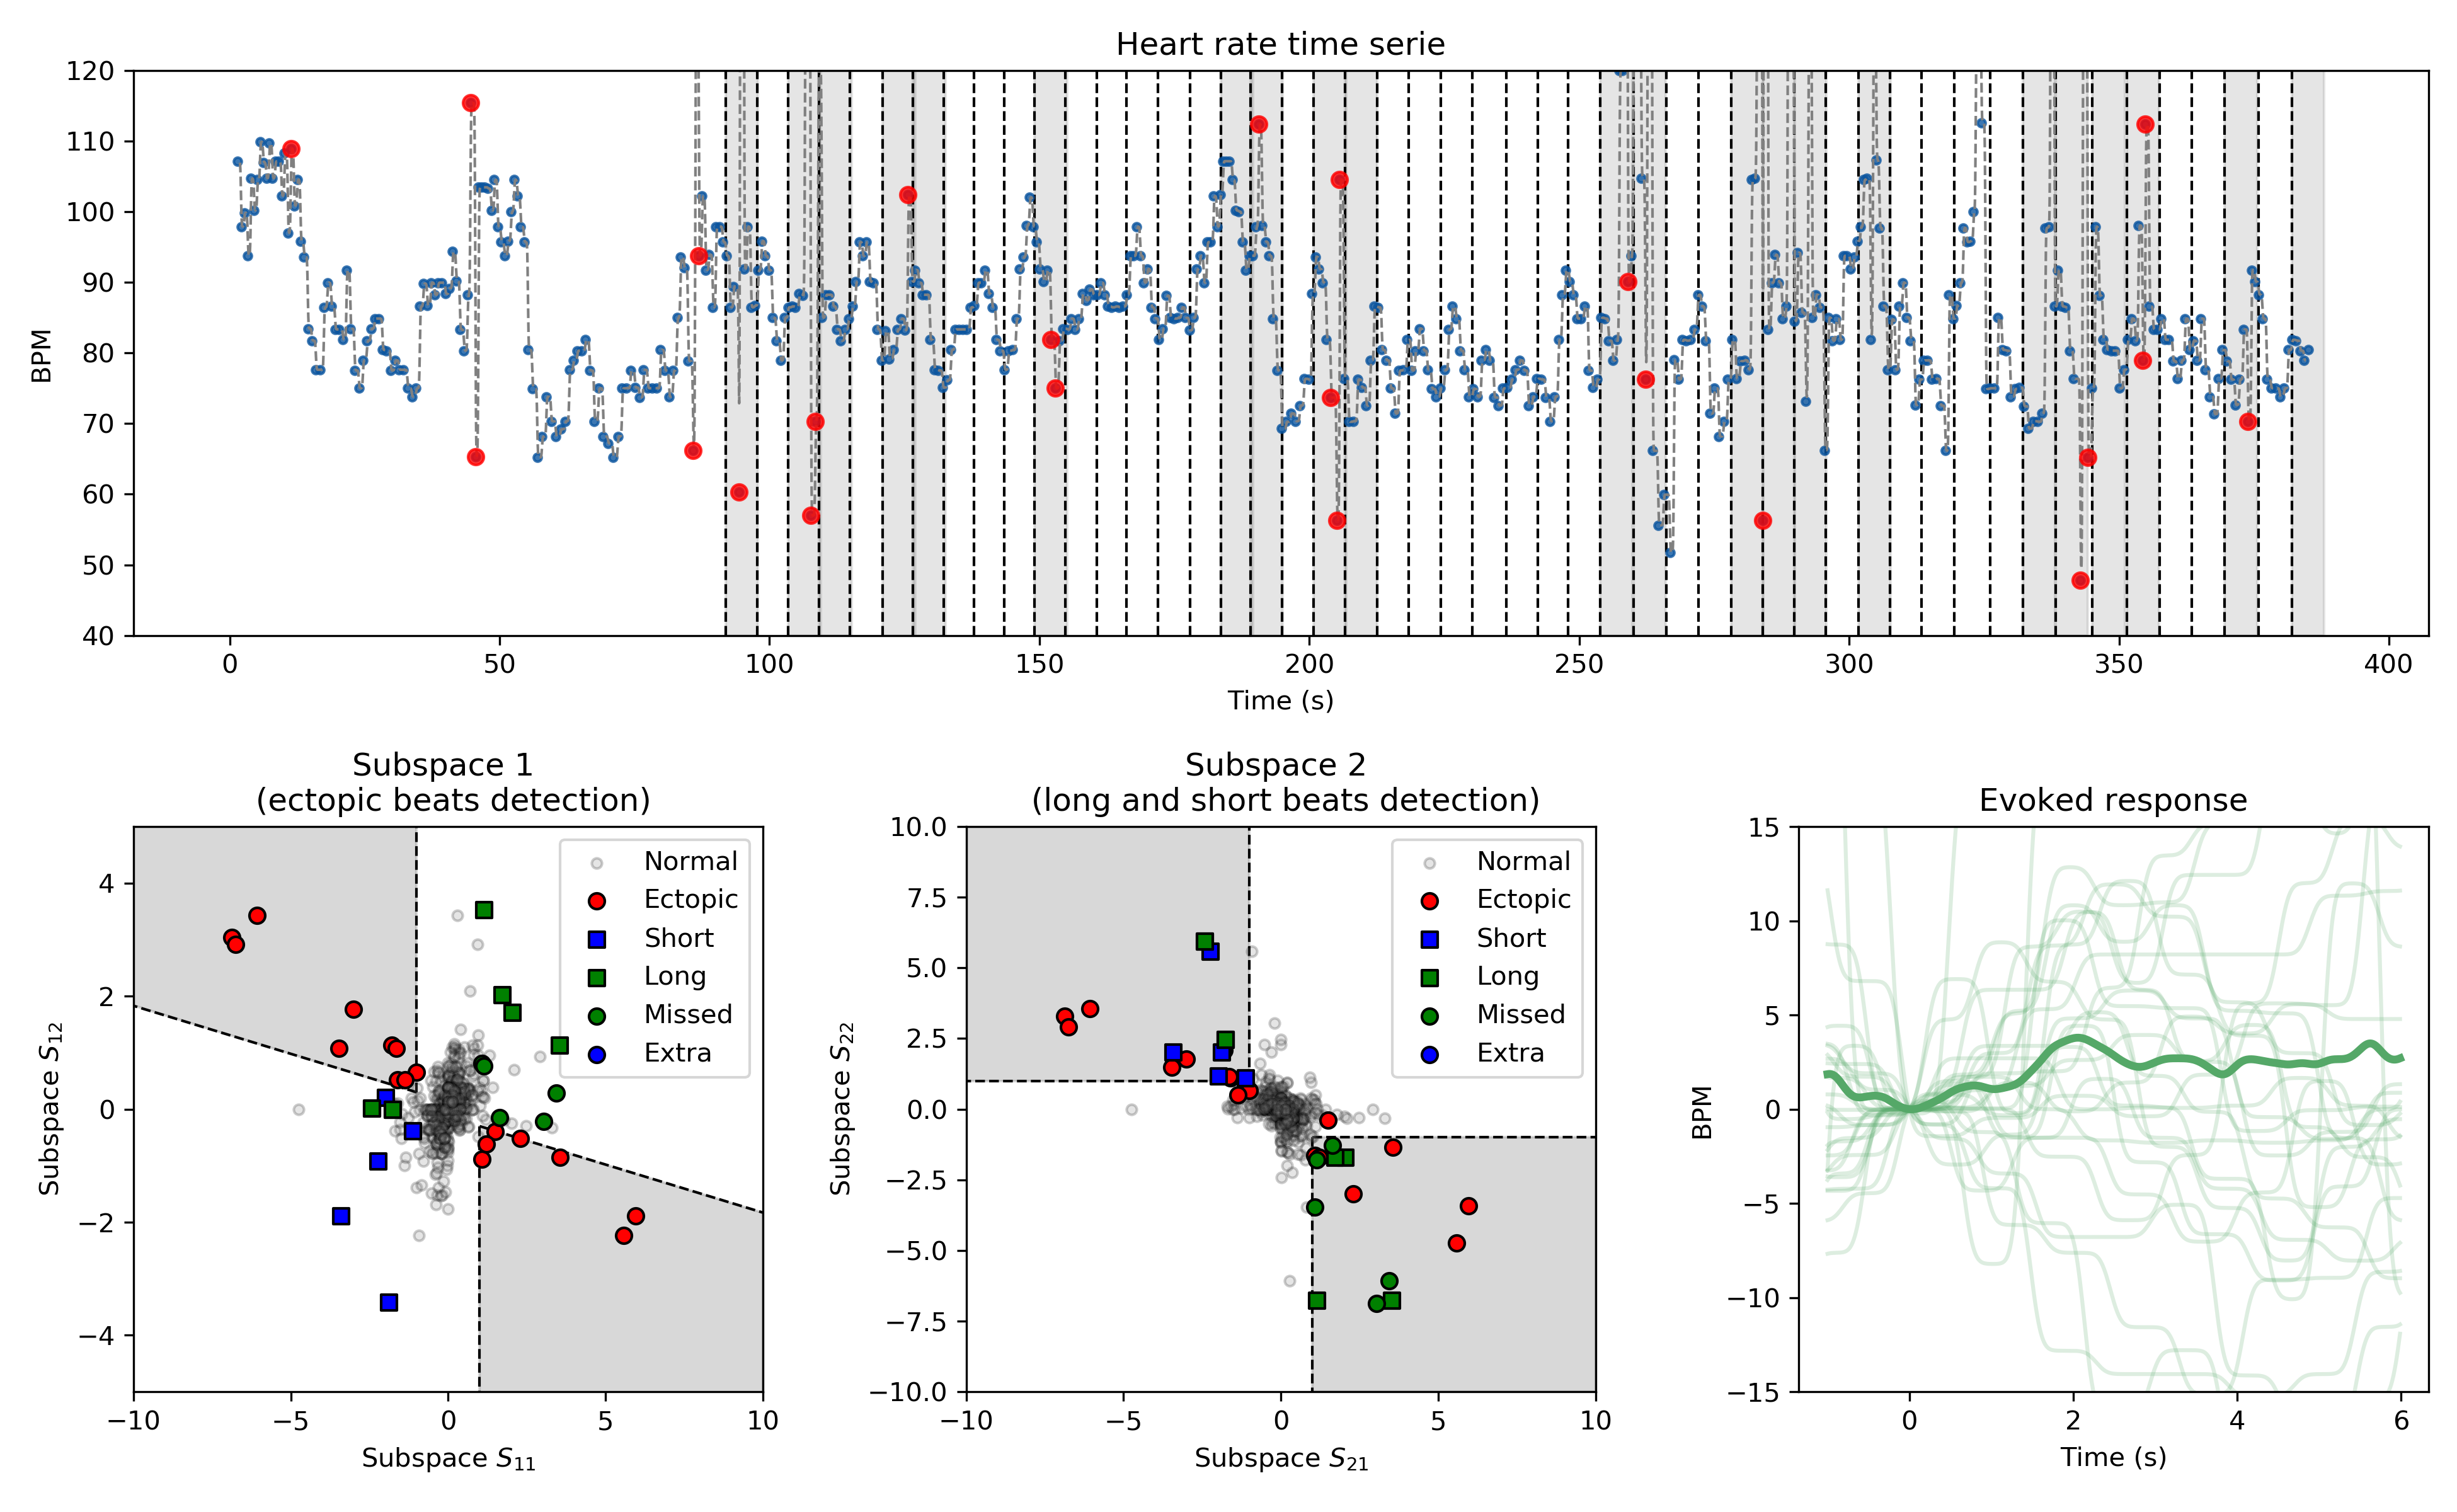 Heart rate time serie
120
110
100
90
80
70
60
50
40
BPM
0 50 100 150 200 250 300 350 400
Time (s)
Subspace 1
(ectopic beats detection)
4
2
0
−2
−4
Subspace S12
Normal
Ectopic
Short
Long
Missed
Extra
−10 −5 0 5 10
Subspace S11
Subspace 2
(long and short beats detection)
10.0
7.5
5.0
2.5
0.0
−2.5
−5.0
−7.5
−10.0
Subspace S22
Normal
Ectopic
Short
Long
Missed
Extra
−10 −5 0 5 10
Subspace S21
Evoked response
15
10
5
0
−5
−10
−15
BPM
0 2 4 6
Time (s)